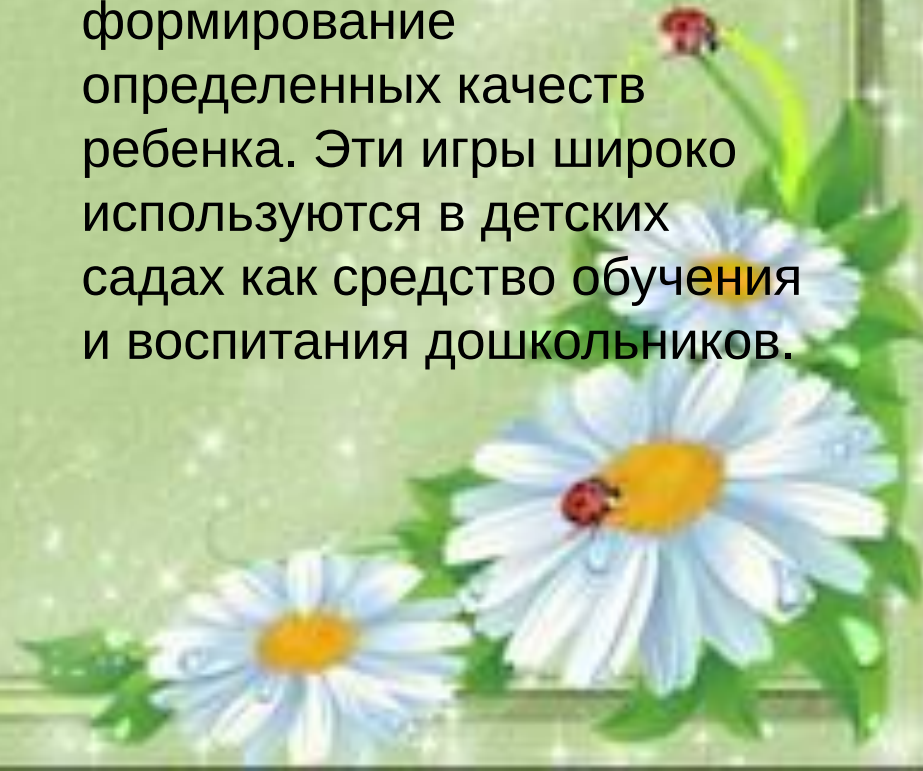 формирование
определенных качеств
ребенка. Эти игры широко
используются в детских
садах как средство обучения
и воспитания дошкольников.